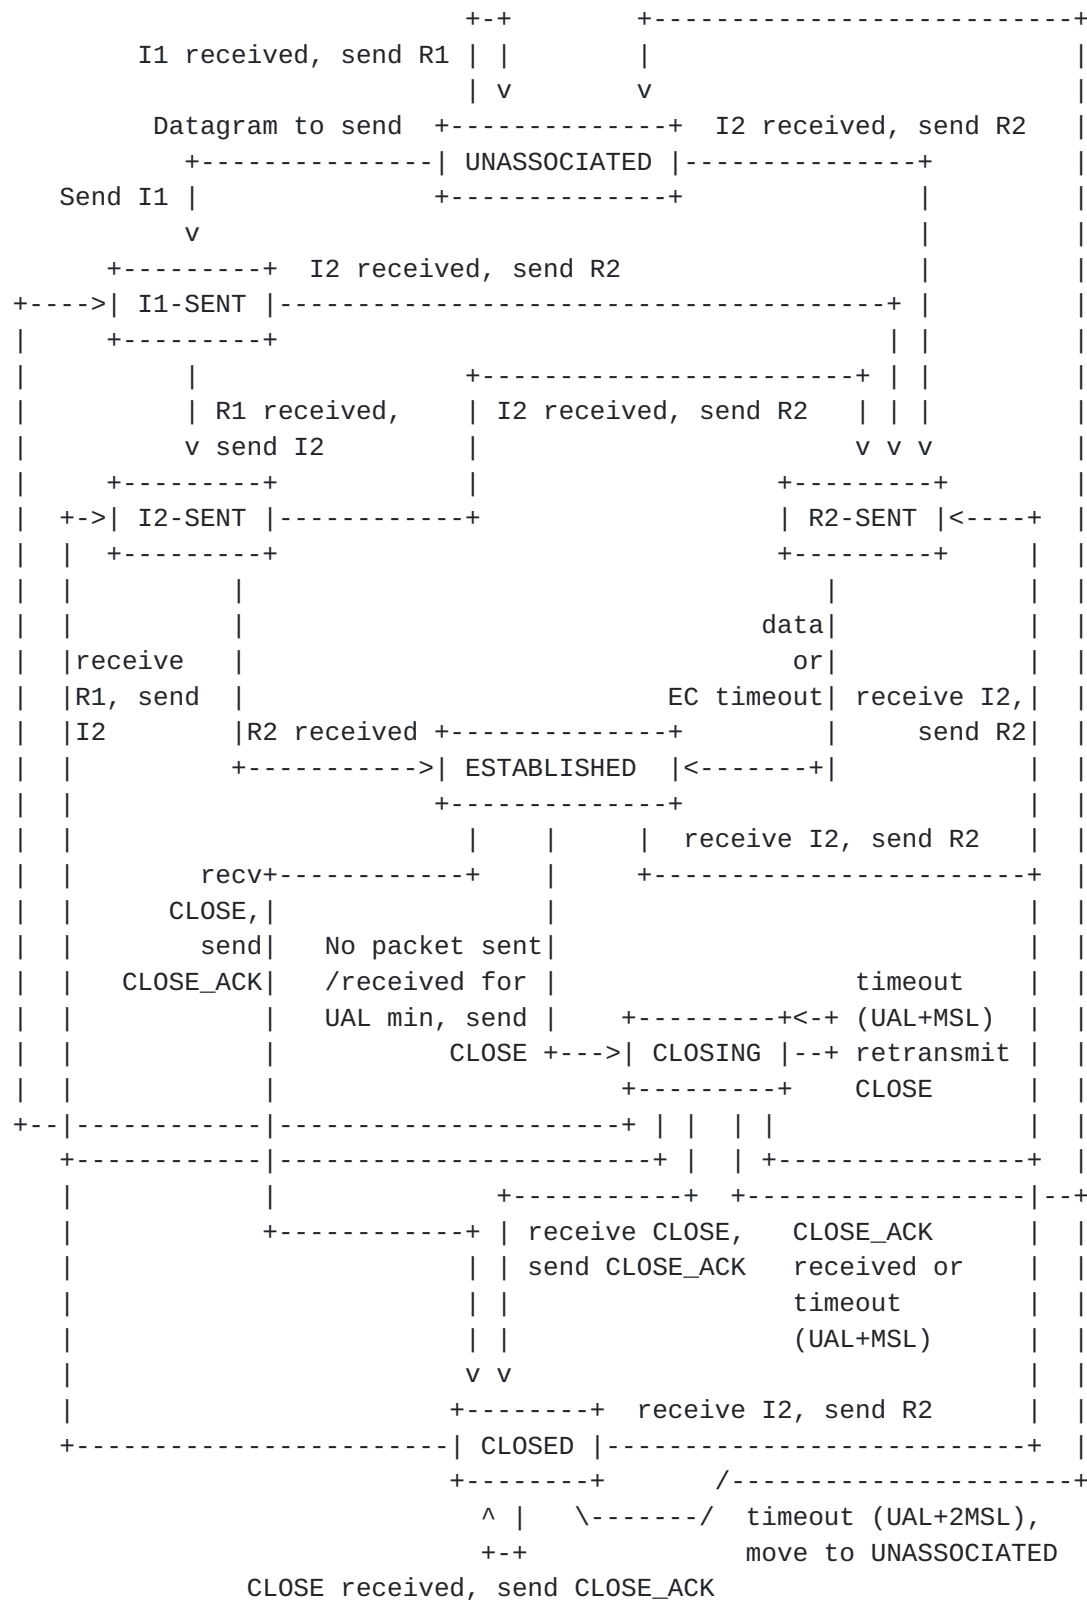 I1 received, send R1
Datagram to send I2 received, send R2
UNASSOCIATED
Send I1
I2 received, send R2
I1-SENT
R1 received, I2 received, send R2
send I2
I2-SENT R2-SENT
data
receive or
R1, send EC timeout receive I2,
I2 R2 received send R2
ESTABLISHED
receive I2, send R2
recv
CLOSE,
send No packet sent
CLOSE_ACK /received for timeout
UAL min, send (UAL+MSL)
CLOSE CLOSING retransmit
CLOSE
receive CLOSE, CLOSE_ACK
send CLOSE_ACK received or
timeout
(UAL+MSL)
receive I2, send R2
CLOSED
timeout (UAL+2MSL),
move to UNASSOCIATED
CLOSE received, send CLOSE_ACK